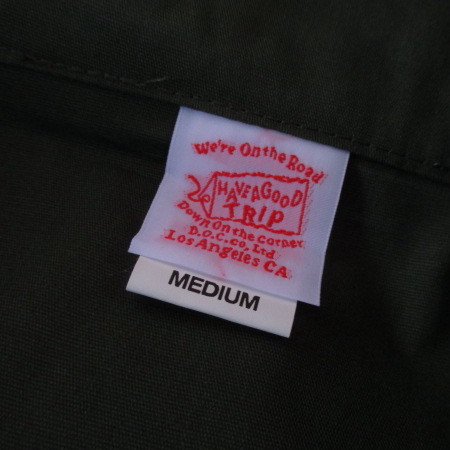 We're On the Road
HAVE A GOOD
TRIP
Down On the Corner
D.O.C. co, Ltd
Los Angeles CA
MEDIUM